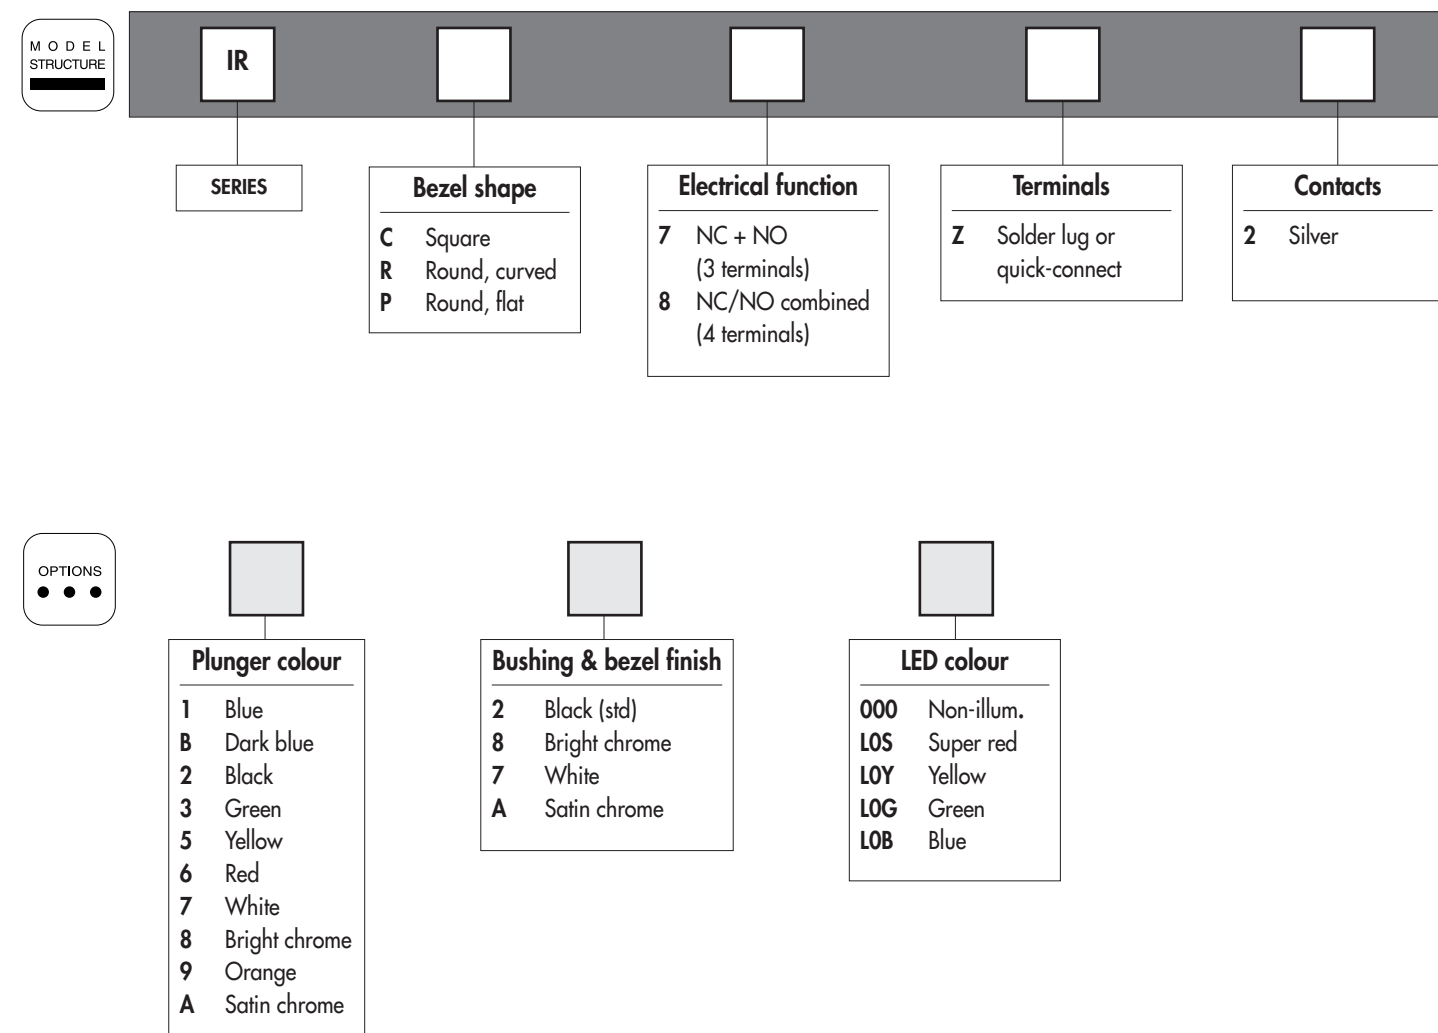 MODEL
STRUCTURE
IR
SERIES
Bezel shape
C Square
R Round, curved
P Round, flat
Electrical function
7 NC + NO
(3 terminals)
8 NC/NO combined
(4 terminals)
Terminals
Z Solder lug or
quick-connect
Contacts
2 Silver
OPTIONS
Plunger colour
1 Blue
B Dark blue
2 Black
3 Green
5 Yellow
6 Red
7 White
8 Bright chrome
9 Orange
A Satin chrome
Bushing & bezel finish
2 Black (std)
8 Bright chrome
7 White
A Satin chrome
LED colour
000 Non-illum.
L0S Super red
L0Y Yellow
L0G Green
L0B Blue